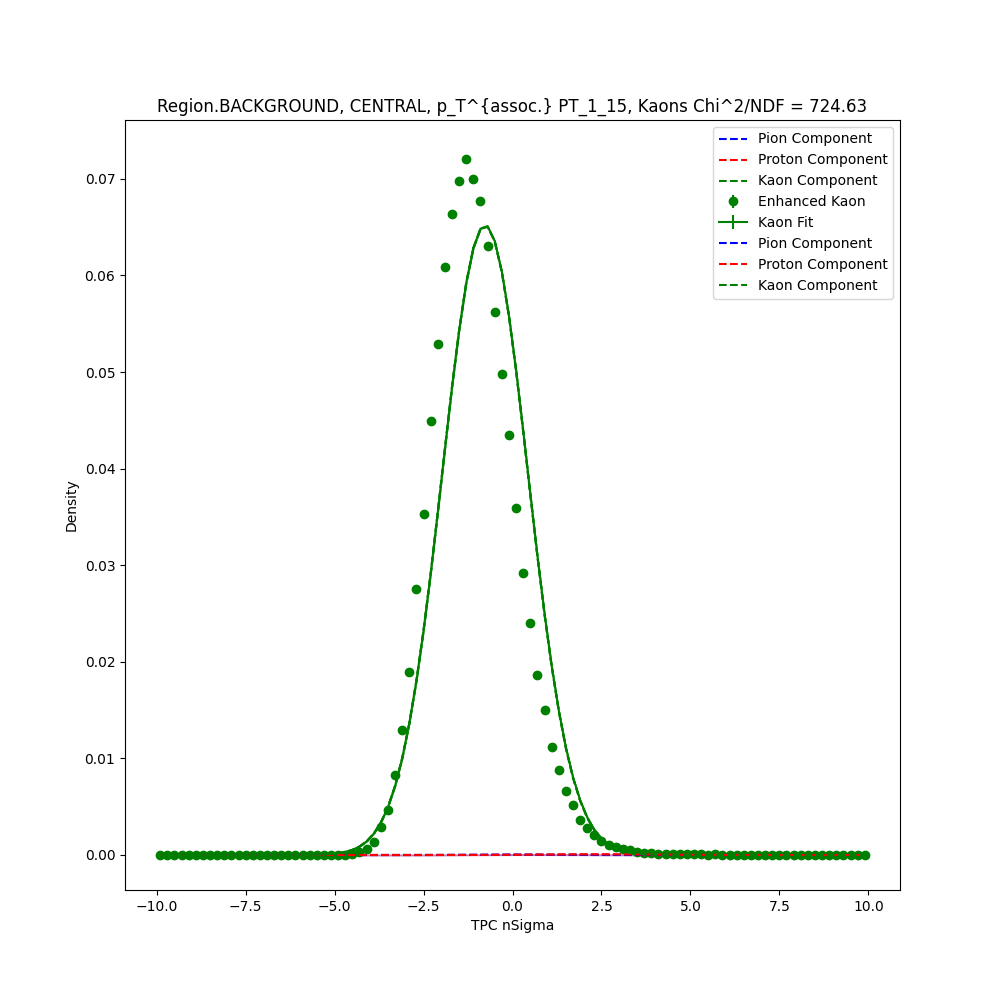 Region.BACKGROUND, CENTRAL, p_T^{assoc.} PT_1_15, Kaons Chi^2/NDF = 724.63
Pion Component
Proton Component
Kaon Component
Enhanced Kaon
Kaon Fit
Pion Component
Proton Component
Kaon Component
0.07
0.06
0.05
0.04
0.03
0.02
0.01
0.00
Density
−10.0 −7.5 −5.0 −2.5 0.0 2.5 5.0 7.5 10.0
TPC nSigma